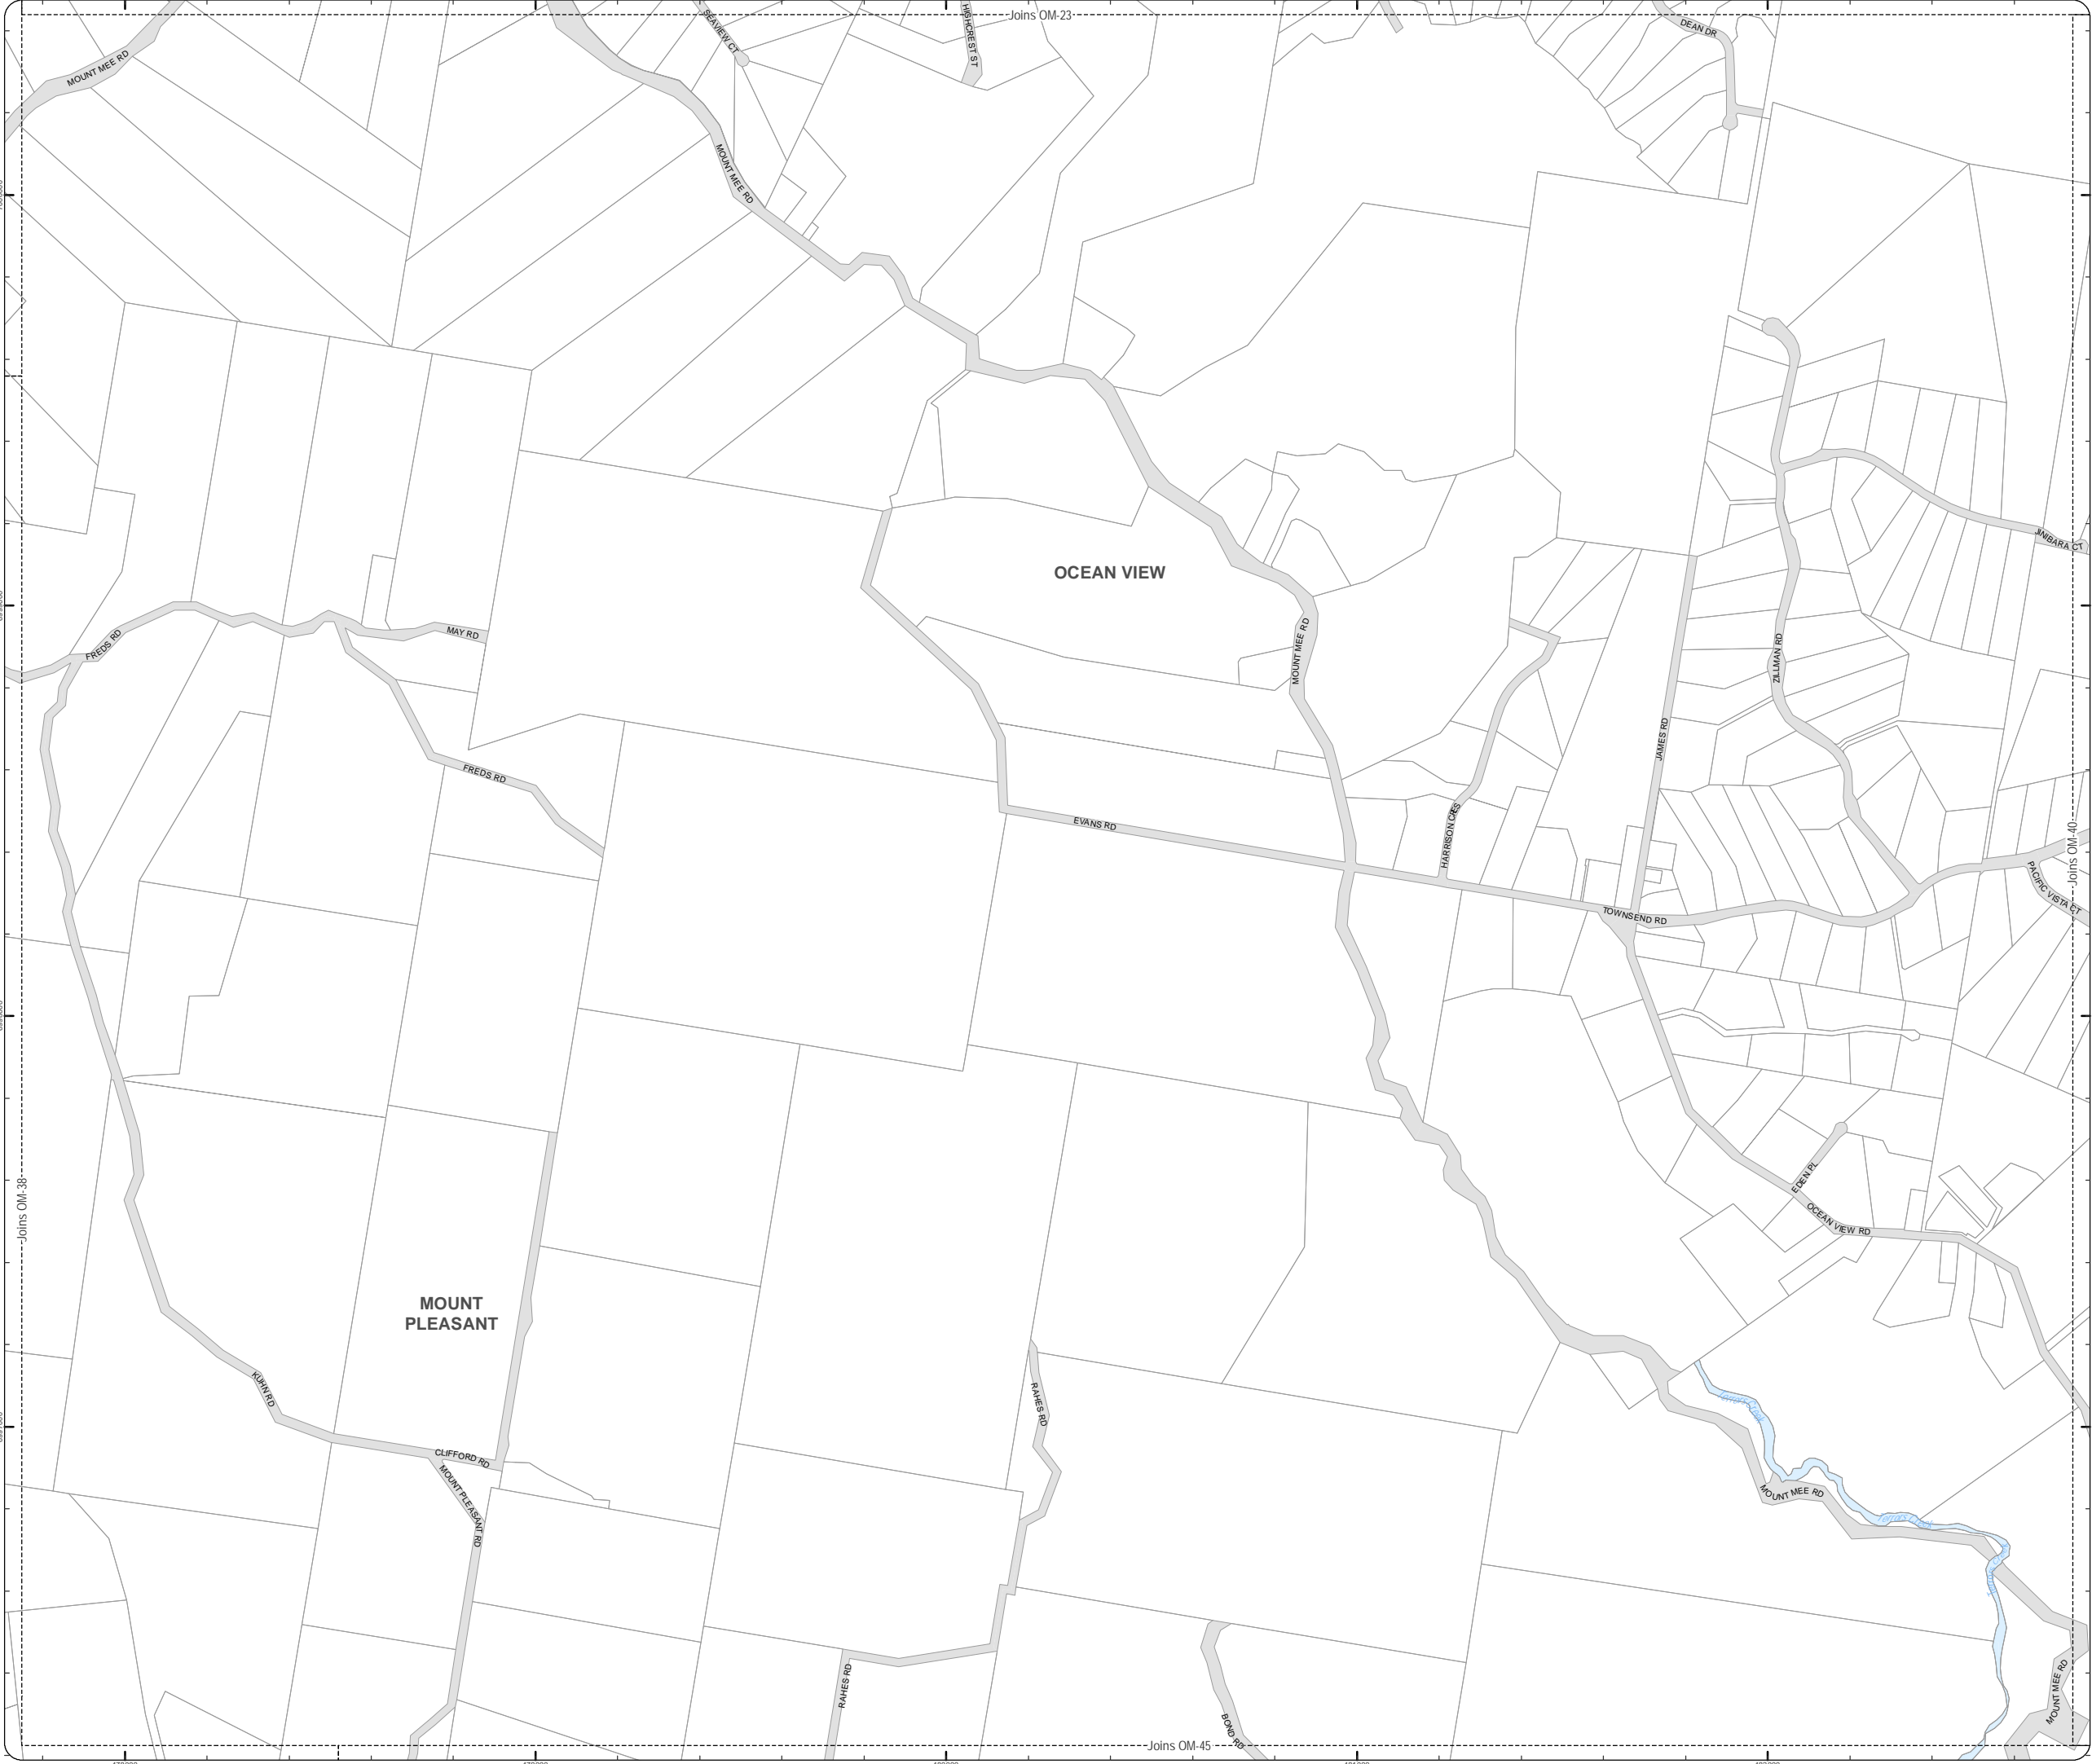 Joins OM-23
HIGHCREST ST
SEAVIEW CT
DEAN DR
MOUNT MEE RD
MOUNT MEE RD
JINIBARA CT
OCEAN VIEW
MAY RD
FREDS RD
MOUNT MEE RD
ZILLMAN RD
JAMES RD
FREDS RD
EVANS RD
HARRISON CRES
Joins OM-40
PACIFIC VISTA CT
TOWNSEND RD
EDEN PL
Joins OM-38
OCEAN VIEW RD
MOUNT
PLEASANT
KUHN RD
RAHES RD
CLIFFORD RD
MOUNT PLEASANT RD
MOUNT MEE RD
RAHES RD
MOUNT MEE RD
BOND RD
Joins OM-45